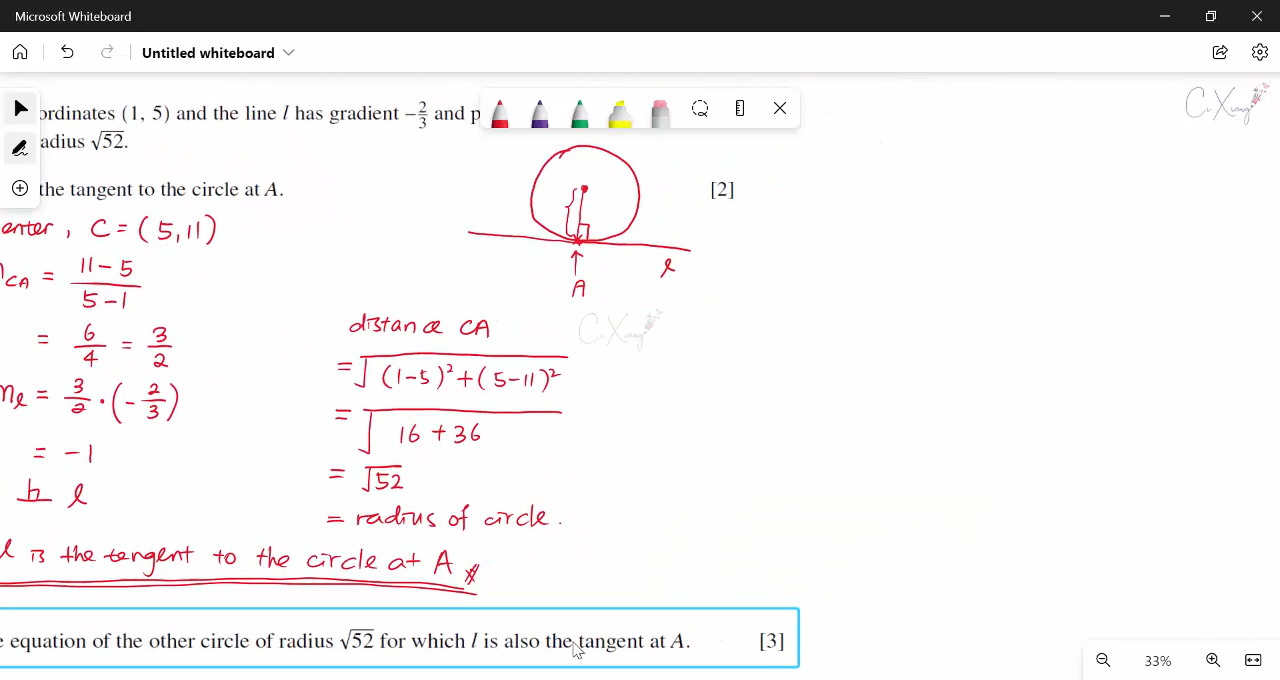 Microsoft Whiteboard
Untitled whiteboard
ordinates (1, 5) and the line l has gradient −2/3 and p
adius √52.
the tangent to the circle at A. [2]
enter, C = (5, 11)
CA = 11 − 5 / 5 − 1
= 6/4 = 3/2
ml = 3/2 · (−2/3)
= −1
l
l
A
distance CA
= √(1−5)² + (5−11)²
= √16 + 36
= √52
= radius of circle.
l is the tangent to the circle at A
e equation of the other circle of radius √52 for which l is also the tangent at A. [3]
33%